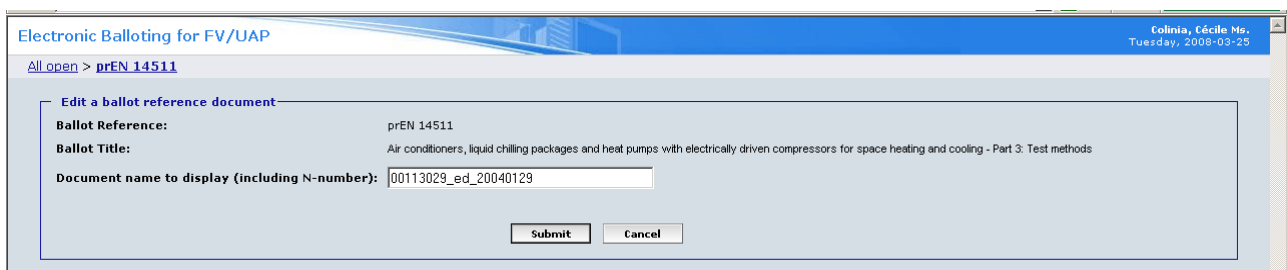 Electronic Balloting for FV/UAP
Colinia, Cécile Ms.
Tuesday, 2008-03-25
All open > prEN 14511
Edit a ballot reference document
Ballot Reference: prEN 14511
Ballot Title: Air conditioners, liquid chilling packages and heat pumps with electrically driven compressors for space heating and cooling - Part 3: Test methods
Document name to display (including N-number): 00113029_ed_20040129
Submit Cancel